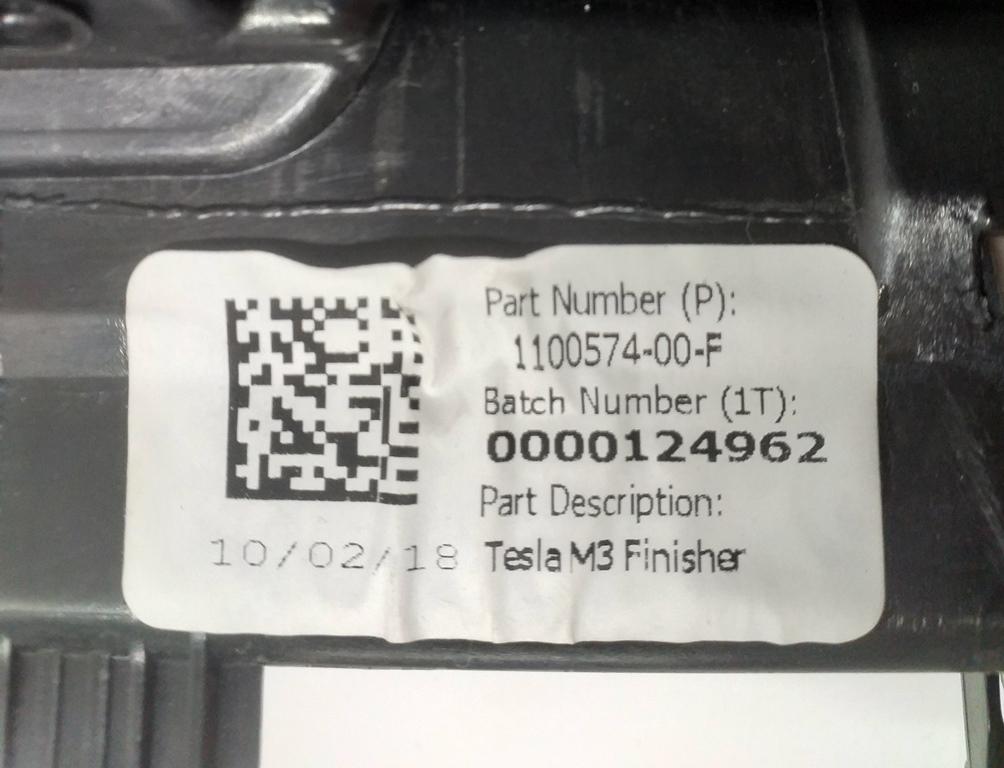 Part Number (P):
1100574-00-F
Batch Number (1T):
0000124962
Part Description:
10/02/18 Tesla M3 Finisher